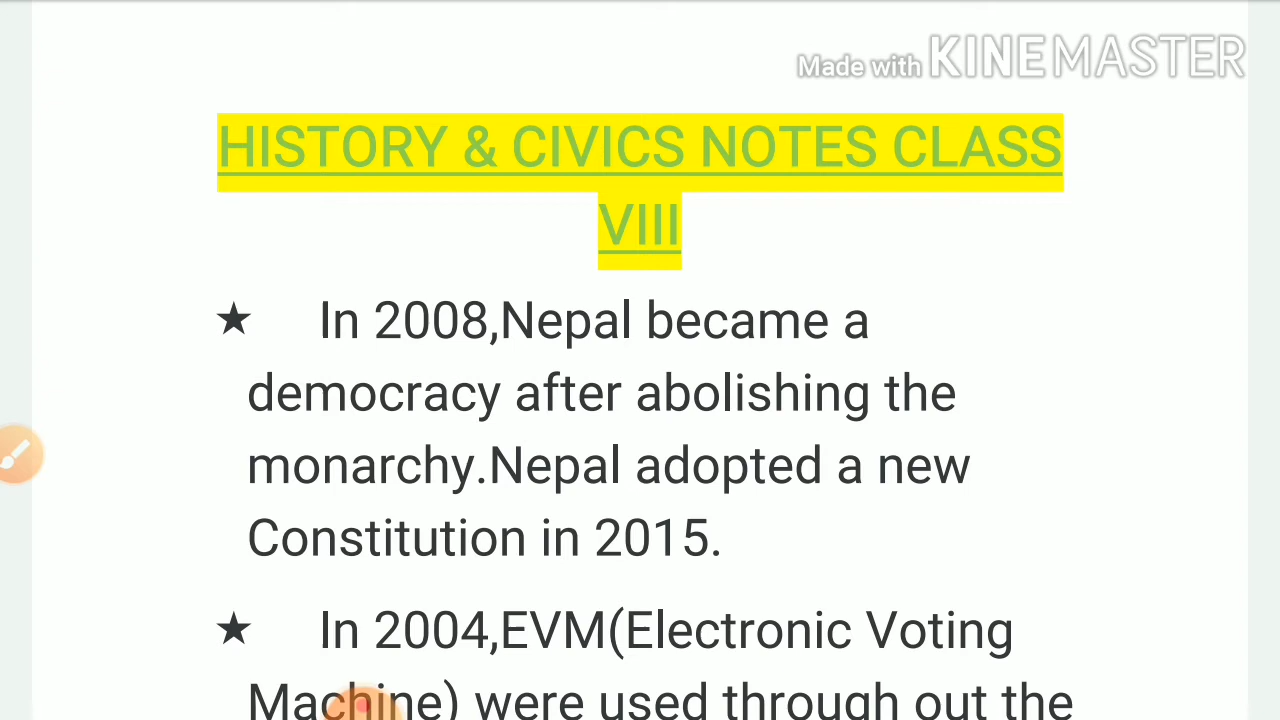 Made with KINEMASTER
HISTORY & CIVICS NOTES CLASS
VIII
★ In 2008,Nepal became a
democracy after abolishing the
monarchy.Nepal adopted a new
Constitution in 2015.
★ In 2004,EVM(Electronic Voting
Machine) were used through out the